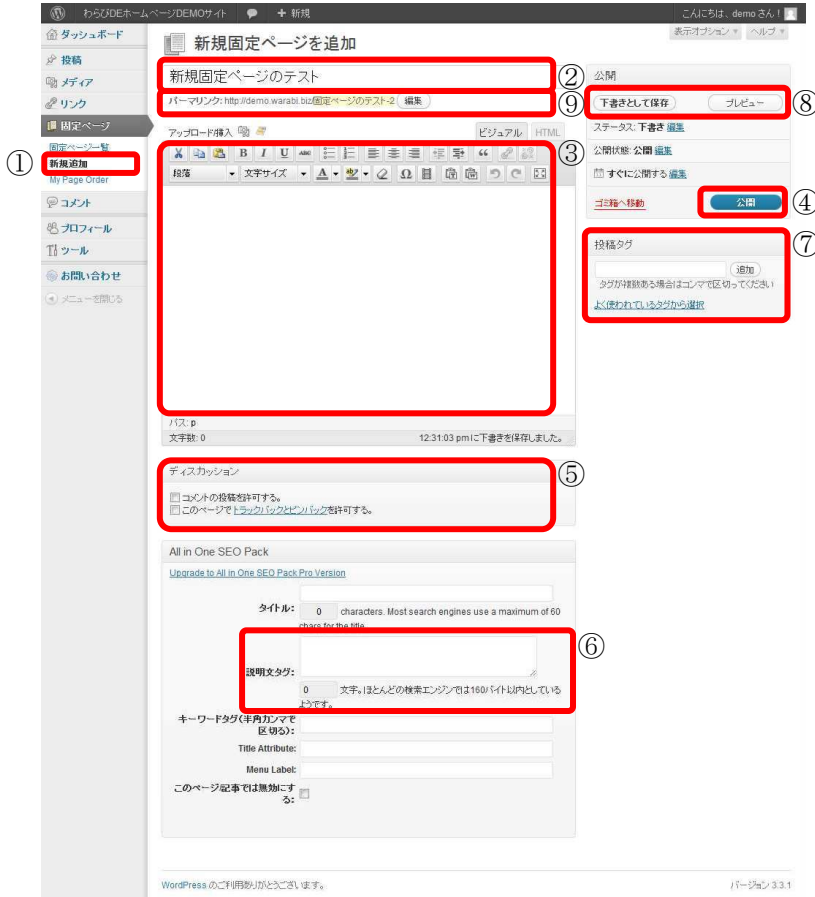 わらびDEホームページDEMOサイト + 新規 こんにちは、demo さん!
ダッシュボード
表示オプション ヘルプ
新規固定ページを追加
投稿
メディア
リンク
固定ページ
固定ページ一覧
① 新規追加
My Page Order
コメント
プロフィール
ツール
お問い合わせ
メニューを閉じる
新規固定ページのテスト ②
パーマリンク: http://demo.warabi.biz/固定ページのテスト-2 編集 ⑨
アップロード/挿入 ビジュアル HTML
③
B I U ABC
段落 文字サイズ A ab Ω
パス: p
文字数: 0 12:31:03 pmに下書きを保存しました。
公開
下書きとして保存 プレビュー ⑧
ステータス: 下書き 編集
公開状態: 公開 編集
すぐに公開する 編集
ゴミ箱へ移動 公開 ④
投稿タグ ⑦
追加
タグが複数ある場合はコンマで区切ってください
よく使われているタグから選択
ディスカッション ⑤
コメントの投稿を許可する。
このページでトラックバックとピンバックを許可する。
All in One SEO Pack
Upgrade to All in One SEO Pack Pro Version
タイトル:
0 characters. Most search engines use a maximum of 60
chars for the title.
⑥
説明文タグ:
0 文字。ほとんどの検索エンジンでは160バイト以内としている
ようです。
キーワードタグ(半角カンマで
区切る):
Title Attribute:
Menu Label:
このページ/記事では無効にす
る:
WordPress のご利用ありがとうございます。 バージョン 3.3.1